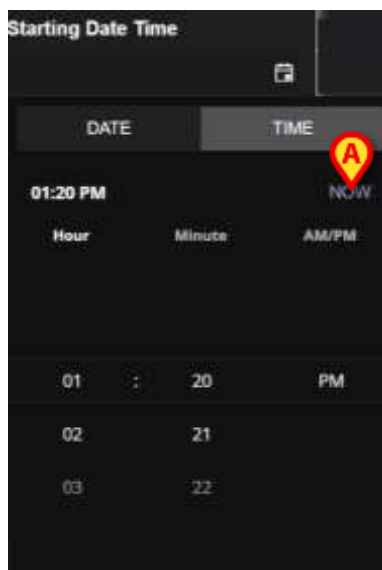 Starting Date Time
DATE TIME
A
01:20 PM NOW
Hour Minute AM/PM
01 : 20 PM
02 21
03 22